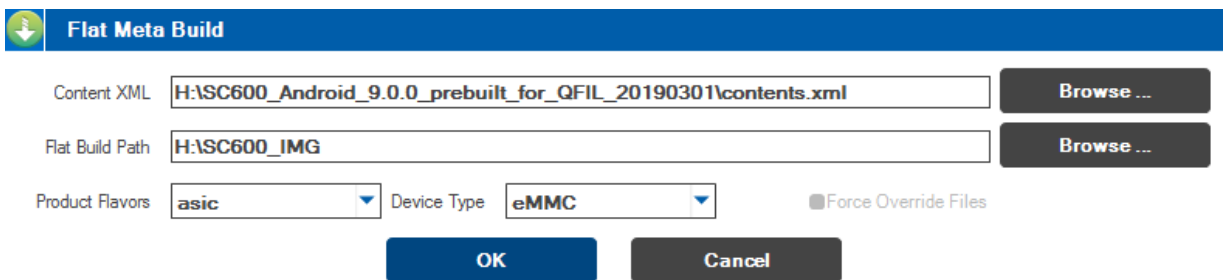 Flat Meta Build
Content XML H:\SC600_Android_9.0.0_prebuilt_for_QFIL_20190301\contents.xml Browse ...
Flat Build Path H:\SC600_IMG Browse ...
Product Flavors asic Device Type eMMC Force Override Files
OK Cancel